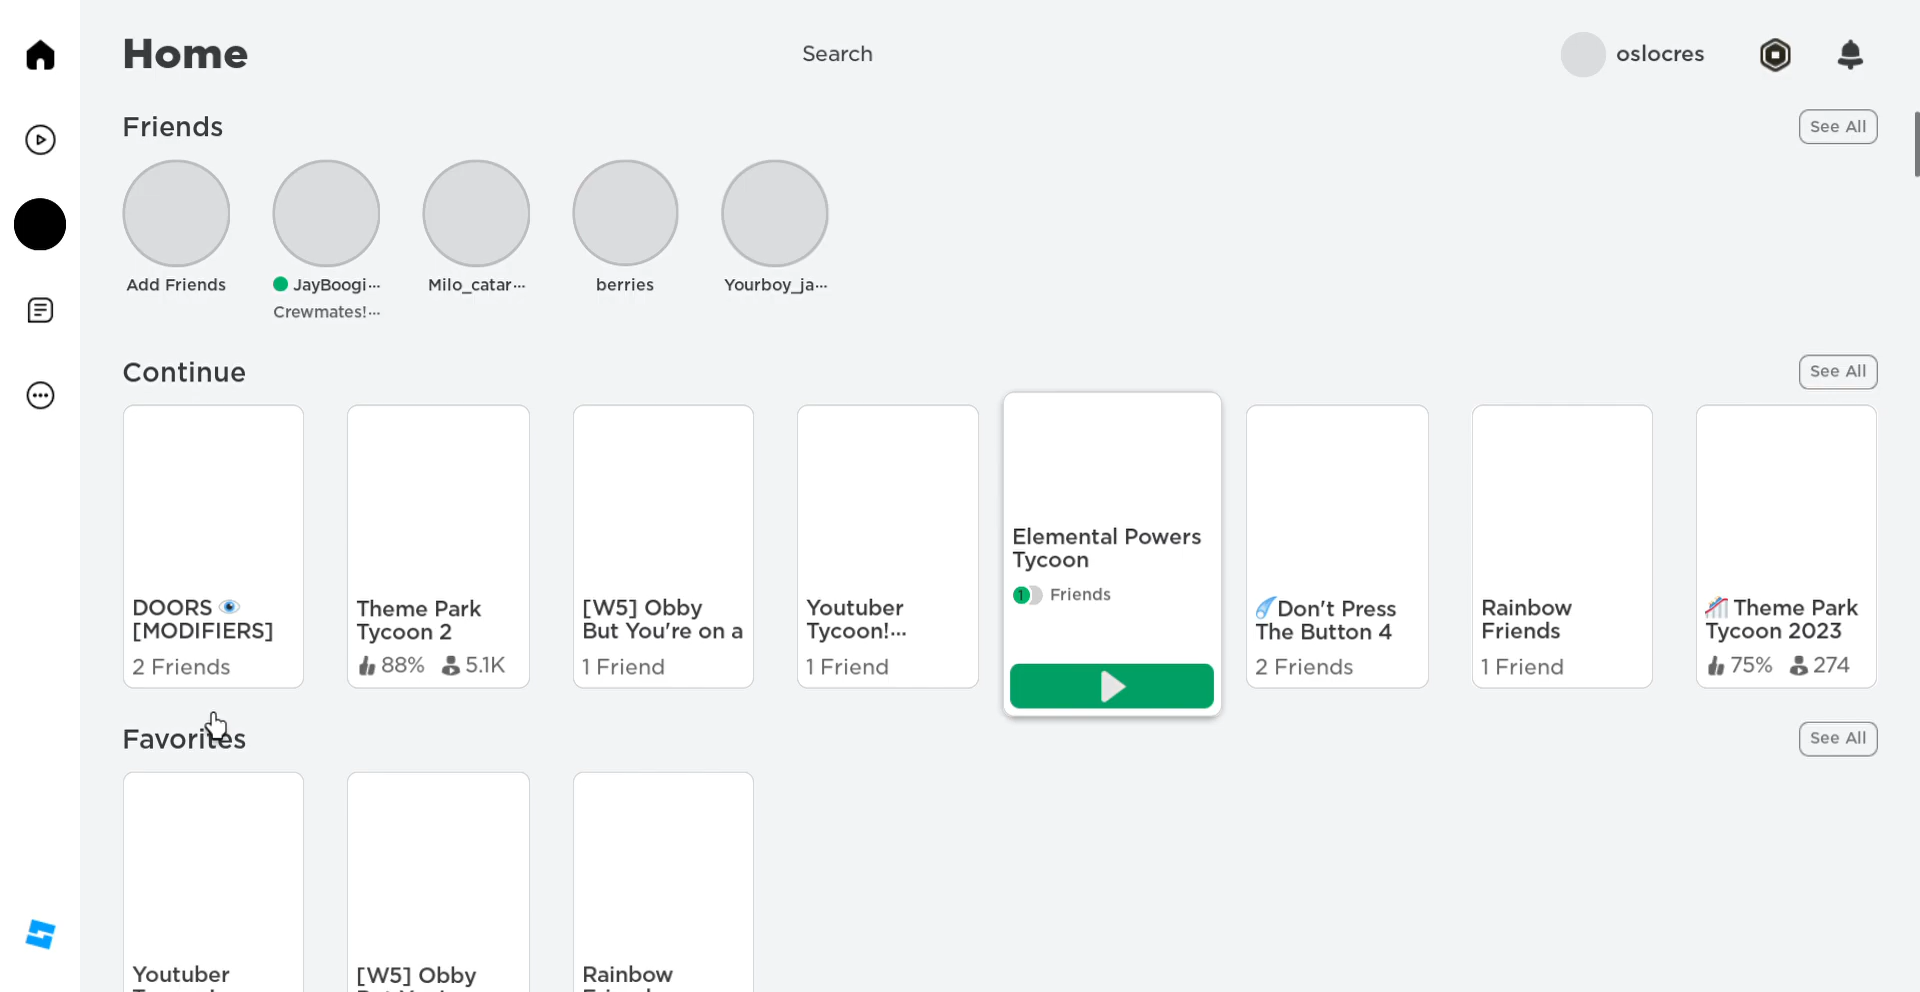 Home
Search
oslocres
Friends
See All
Add Friends
JayBoogi...
Crewmates!...
Milo_catar...
berries
Yourboy_ja...
Continue
See All
DOORS 👁️
[MODIFIERS]
2 Friends
Theme Park
Tycoon 2
88% 5.1K
[W5] Obby
But You're on a
1 Friend
Youtuber
Tycoon!...
1 Friend
Elemental Powers
Tycoon
1 Friends
☄️Don't Press
The Button 4
2 Friends
Rainbow
Friends
1 Friend
🎢 Theme Park
Tycoon 2023
75% 274
Favorites
See All
Youtuber
[W5] Obby
Rainbow